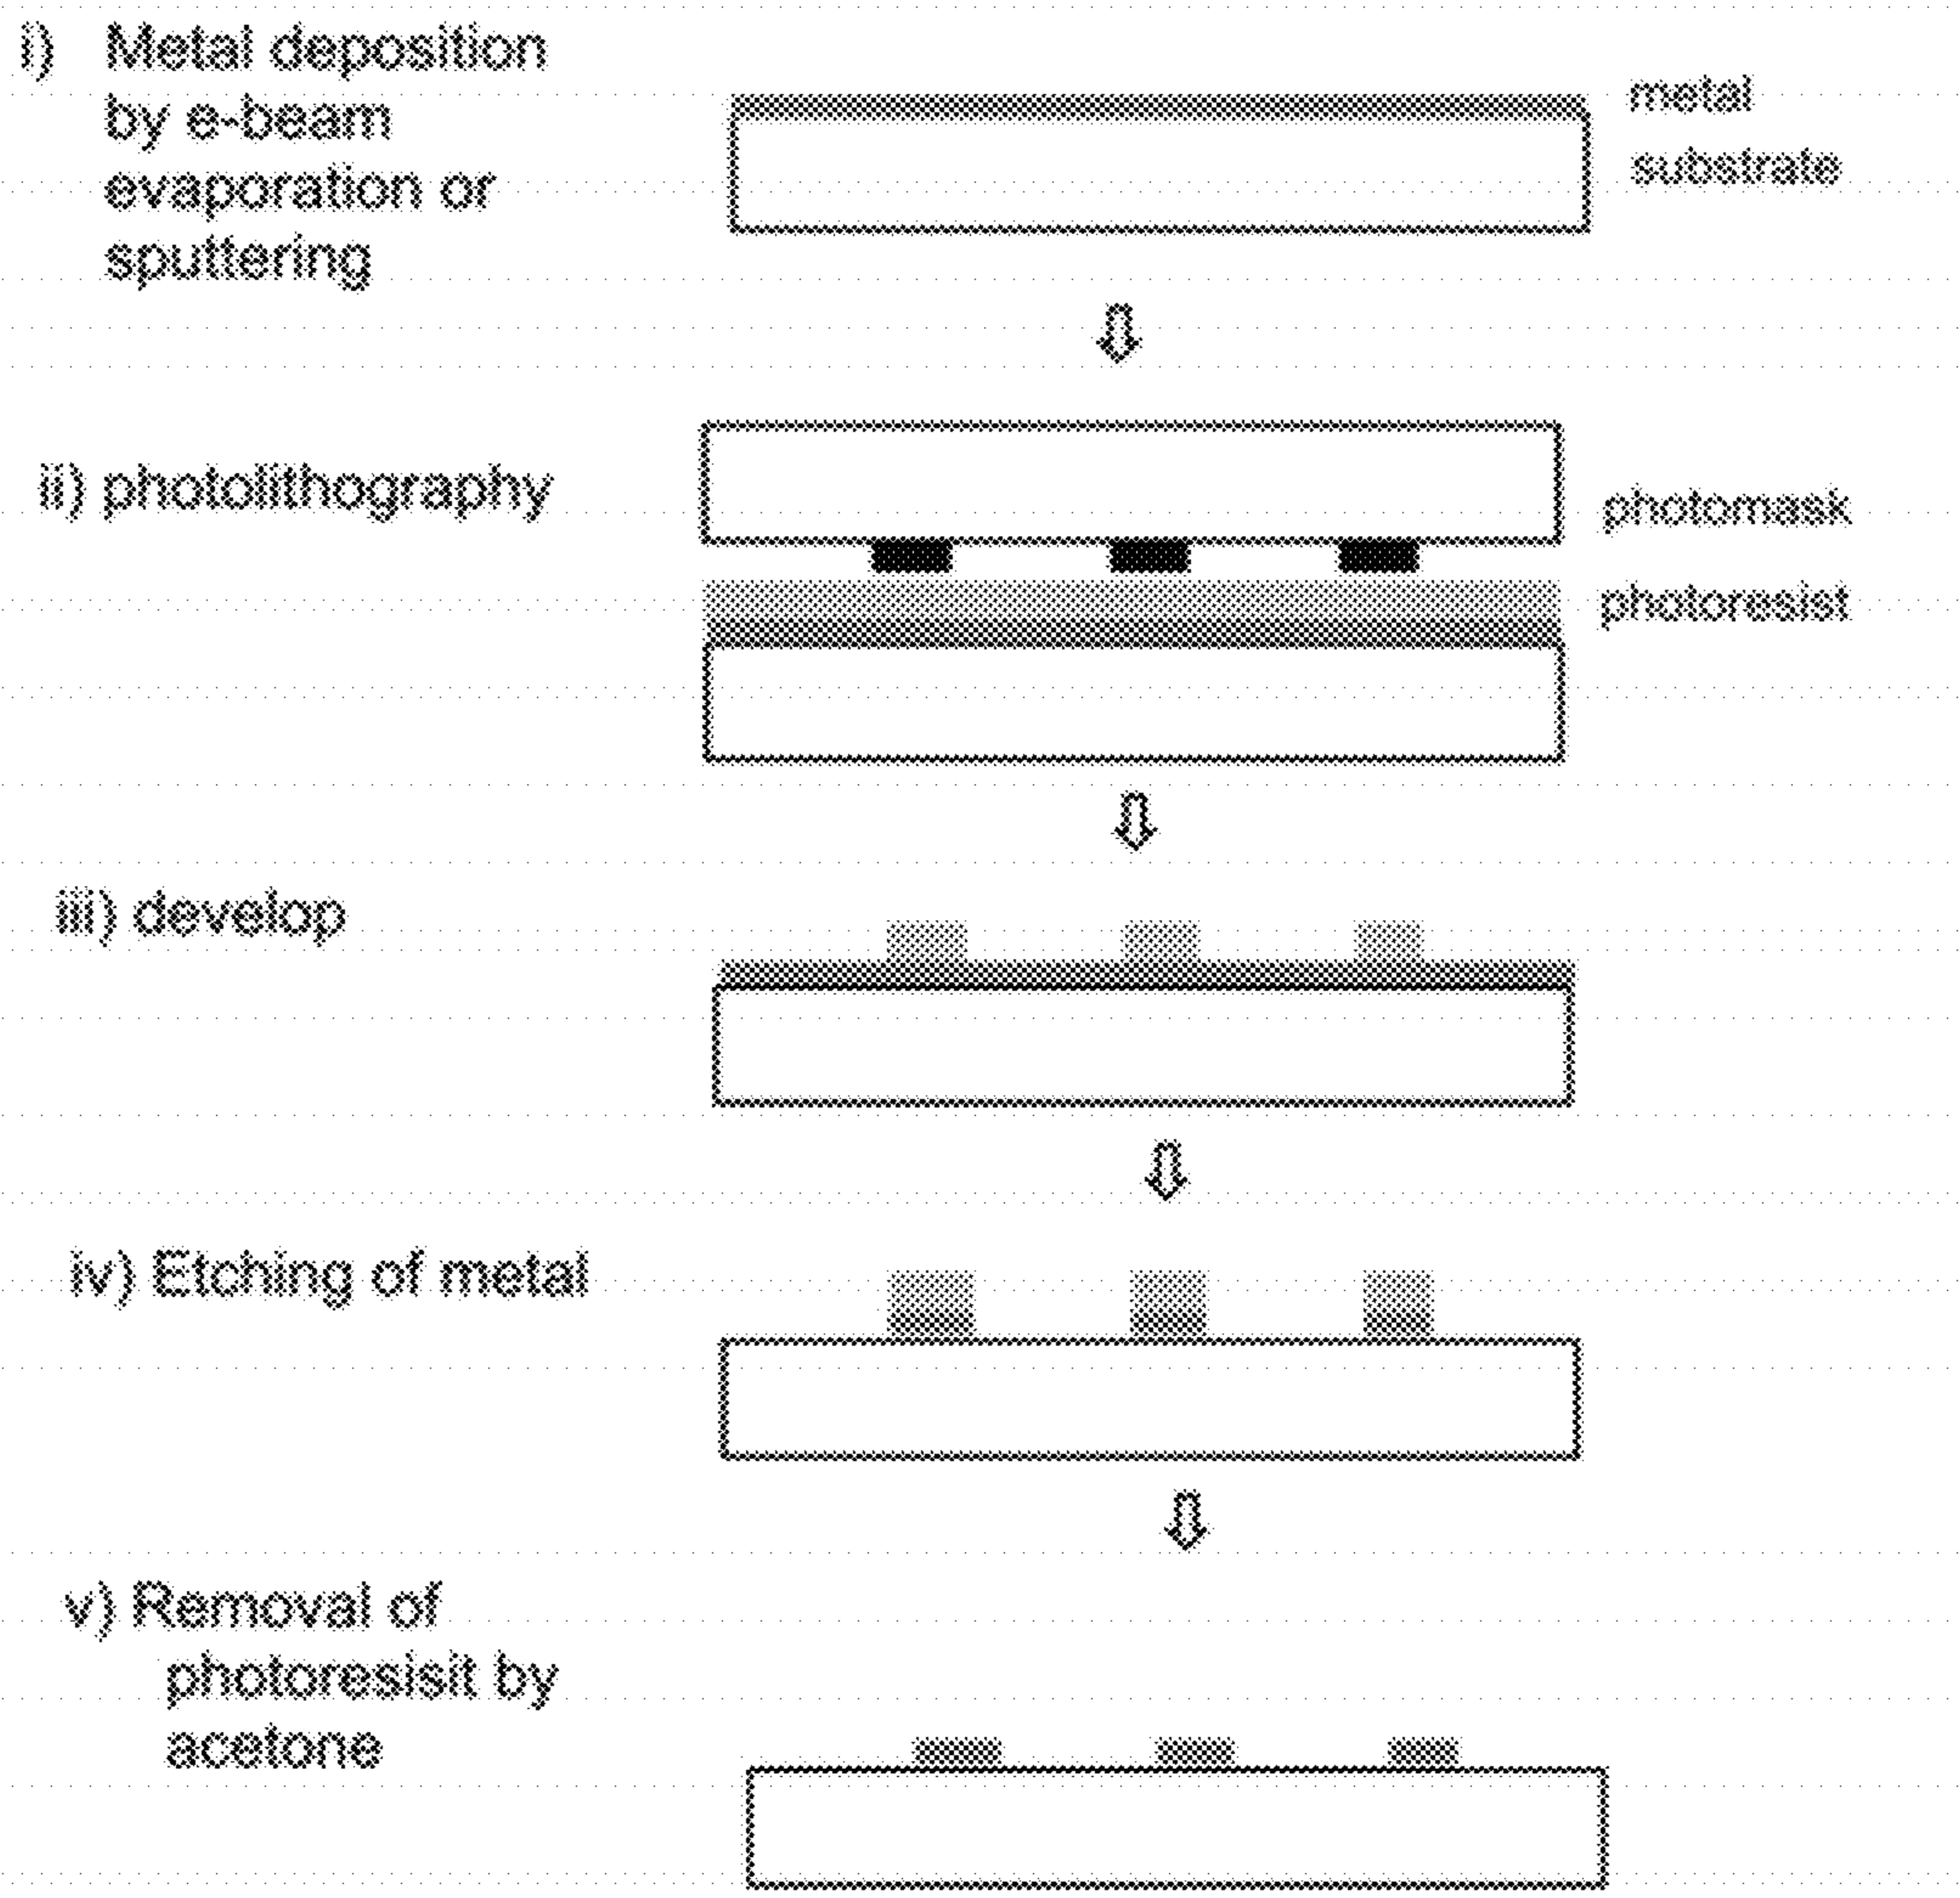 i) Metal deposition
by e-beam
evaporation or
sputtering
metal
substrate
ii) photolithography
photomask
photoresist
iii) develop
iv) Etching of metal
v) Removal of
photoresisit by
acetone